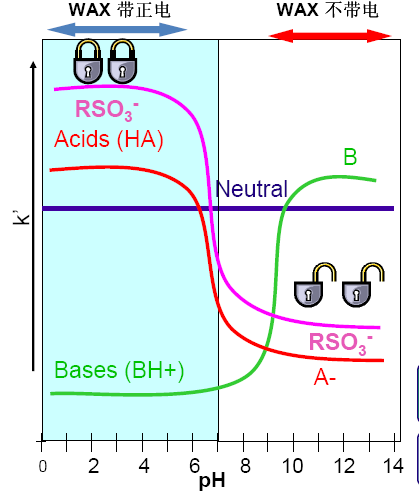 WAX 带正电
WAX 不带电
RSO₃⁻
Acids (HA)
B
Neutral
k'
RSO₃⁻
Bases (BH+)
A-
0 2 4 6 8 10 12 14
pH